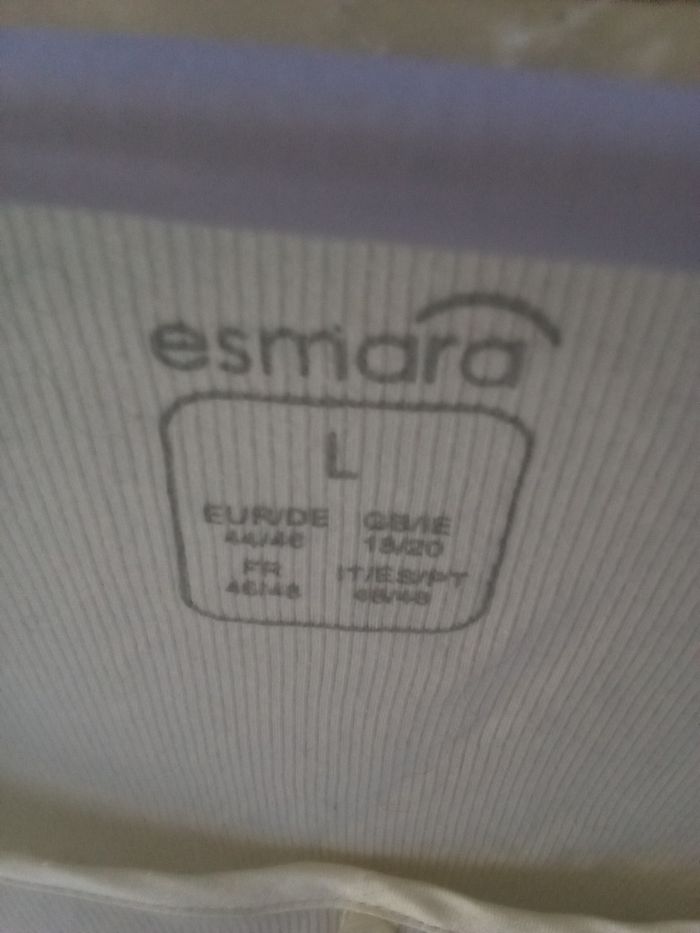 esmara
L
EUR/DE GB/IE
44/46 18/20
FR IT/ES/PT
46/48